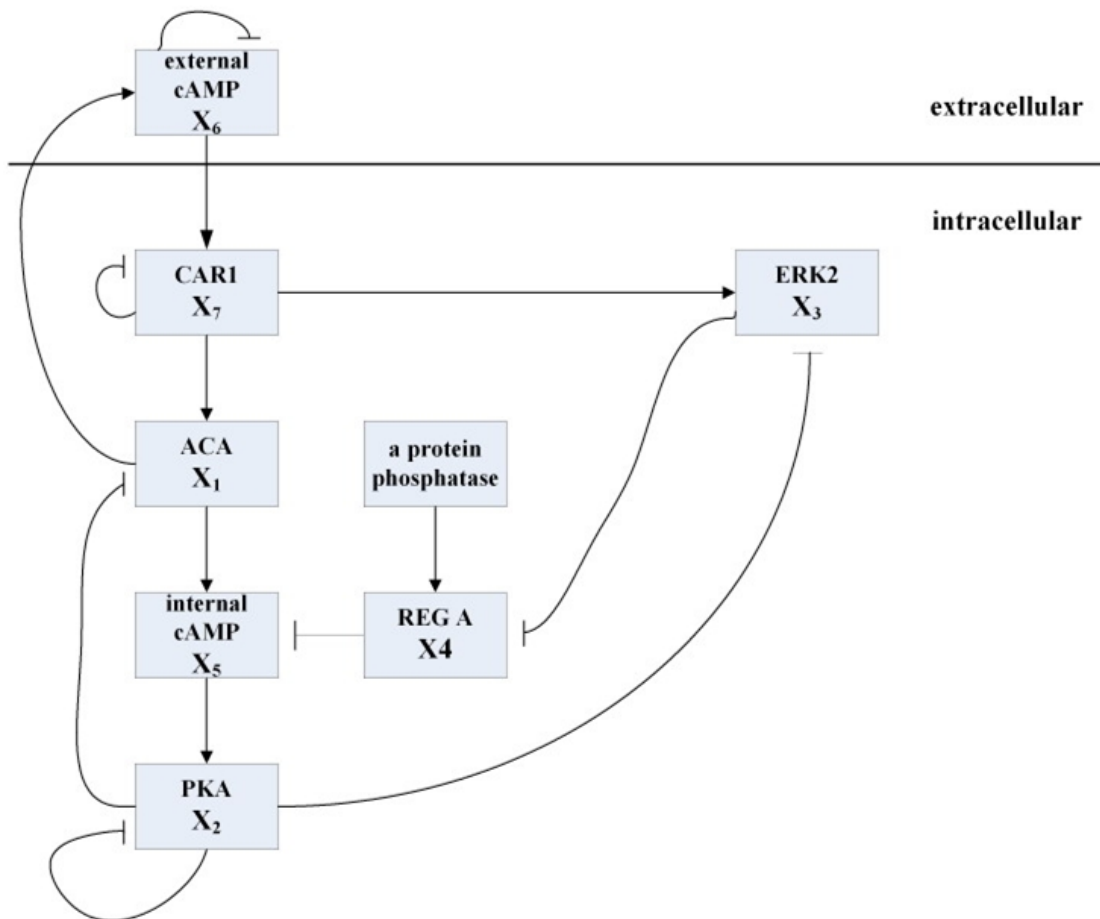 external
cAMP
X₆
extracellular
intracellular
CAR1
X₇
ERK2
X₃
ACA
X₁
a protein
phosphatase
internal
cAMP
X₅
REG A
X4
PKA
X₂